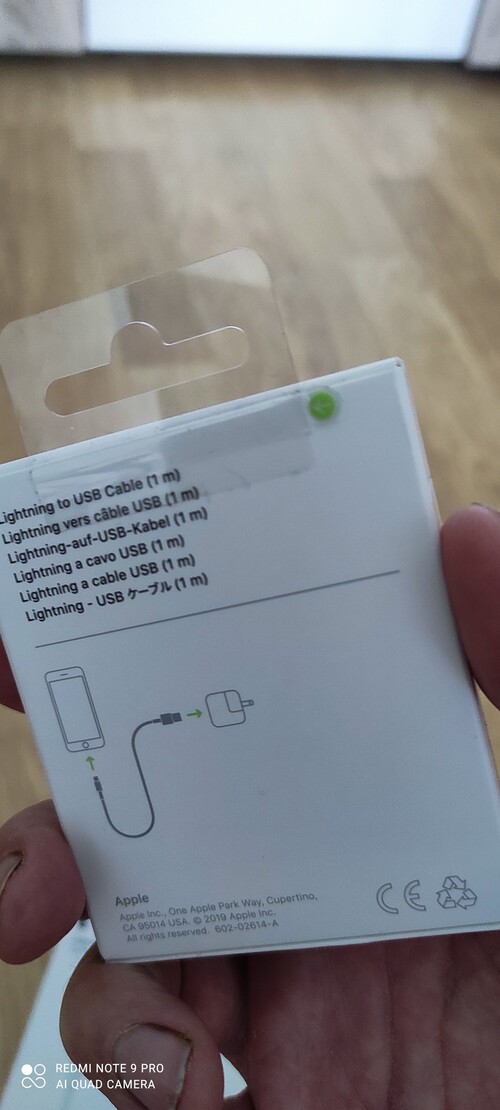 Lightning to USB Cable (1 m)
Lightning vers câble USB (1 m)
Lightning-auf-USB-Kabel (1 m)
Lightning a cavo USB (1 m)
Lightning a cable USB (1 m)
Lightning - USB ケーブル (1 m)
Apple
Apple Inc., One Apple Park Way, Cupertino,
CA 95014 USA. © 2019 Apple Inc.
All rights reserved. 602-02614-A
CE
REDMI NOTE 9 PRO
AI QUAD CAMERA